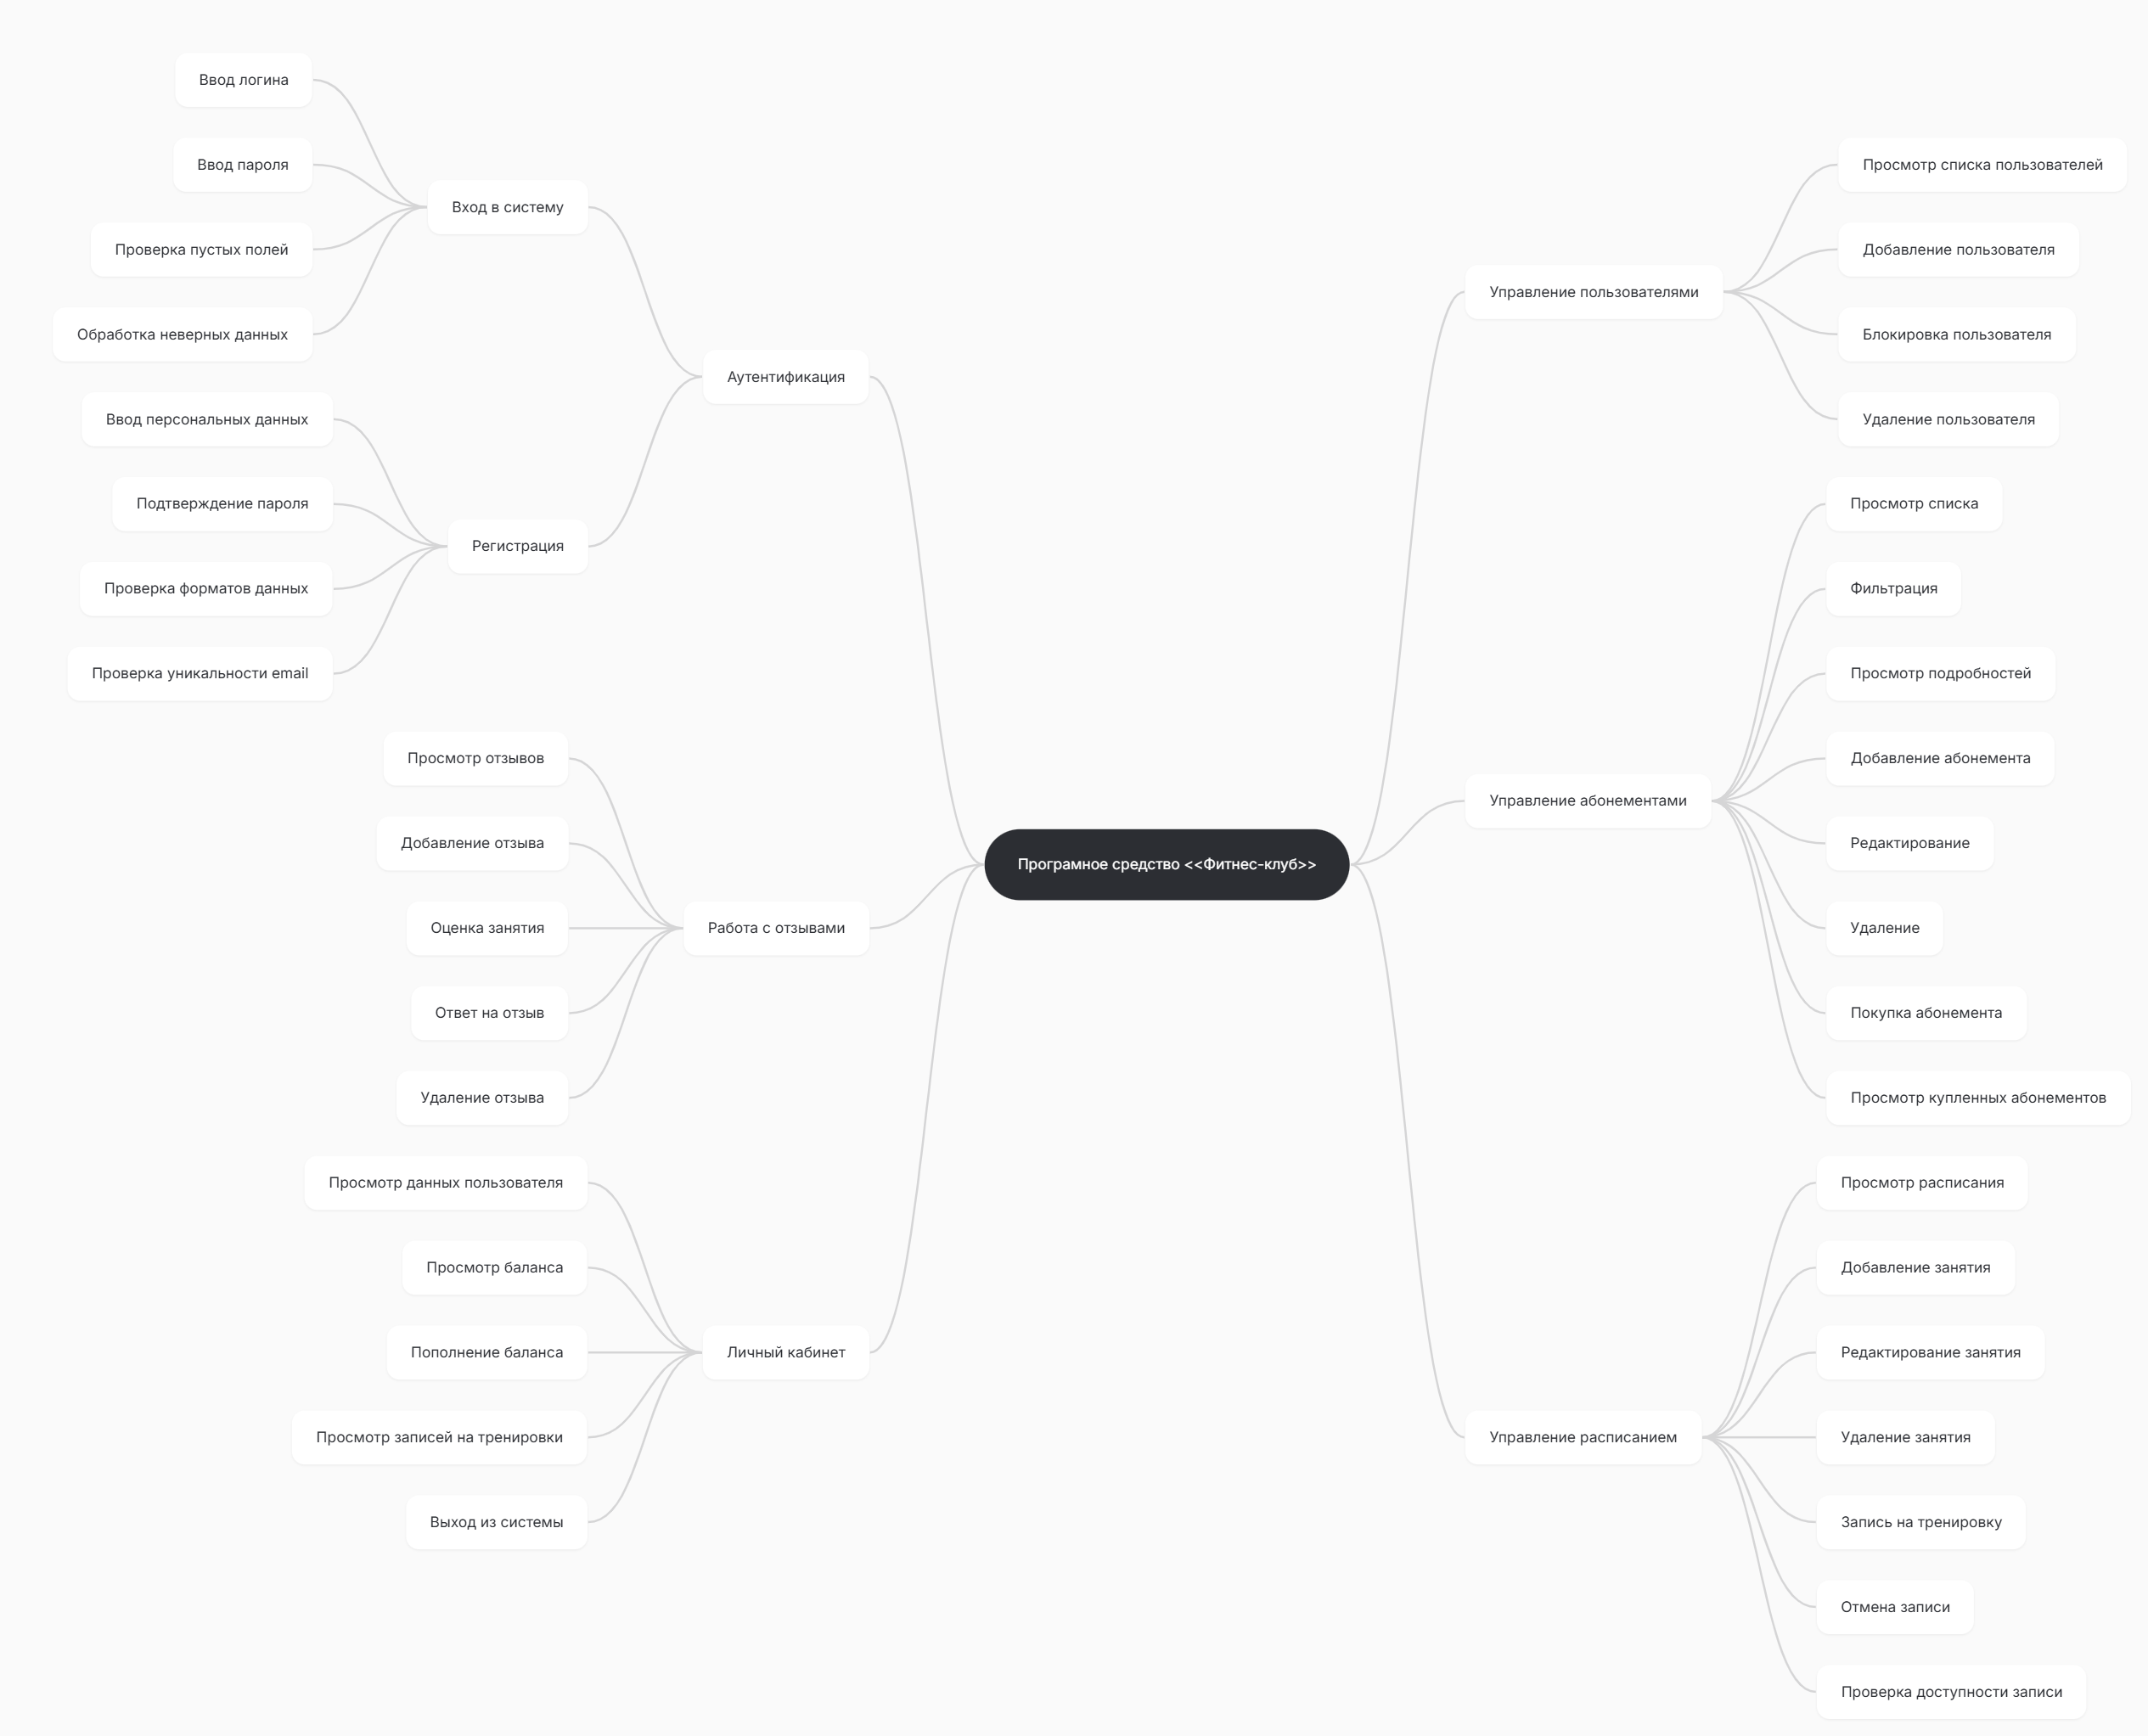 Ввод логина
Ввод пароля
Проверка пустых полей
Обработка неверных данных
Вход в систему
Аутентификация
Ввод персональных данных
Подтверждение пароля
Проверка форматов данных
Проверка уникальности email
Регистрация
Просмотр отзывов
Добавление отзыва
Оценка занятия
Ответ на отзыв
Удаление отзыва
Работа с отзывами
Просмотр данных пользователя
Просмотр баланса
Пополнение баланса
Просмотр записей на тренировки
Выход из системы
Личный кабинет
Програмное средство <<Фитнес-клуб>>
Управление пользователями
Просмотр списка пользователей
Добавление пользователя
Блокировка пользователя
Удаление пользователя
Управление абонементами
Просмотр списка
Фильтрация
Просмотр подробностей
Добавление абонемента
Редактирование
Удаление
Покупка абонемента
Просмотр купленных абонементов
Управление расписанием
Просмотр расписания
Добавление занятия
Редактирование занятия
Удаление занятия
Запись на тренировку
Отмена записи
Проверка доступности записи